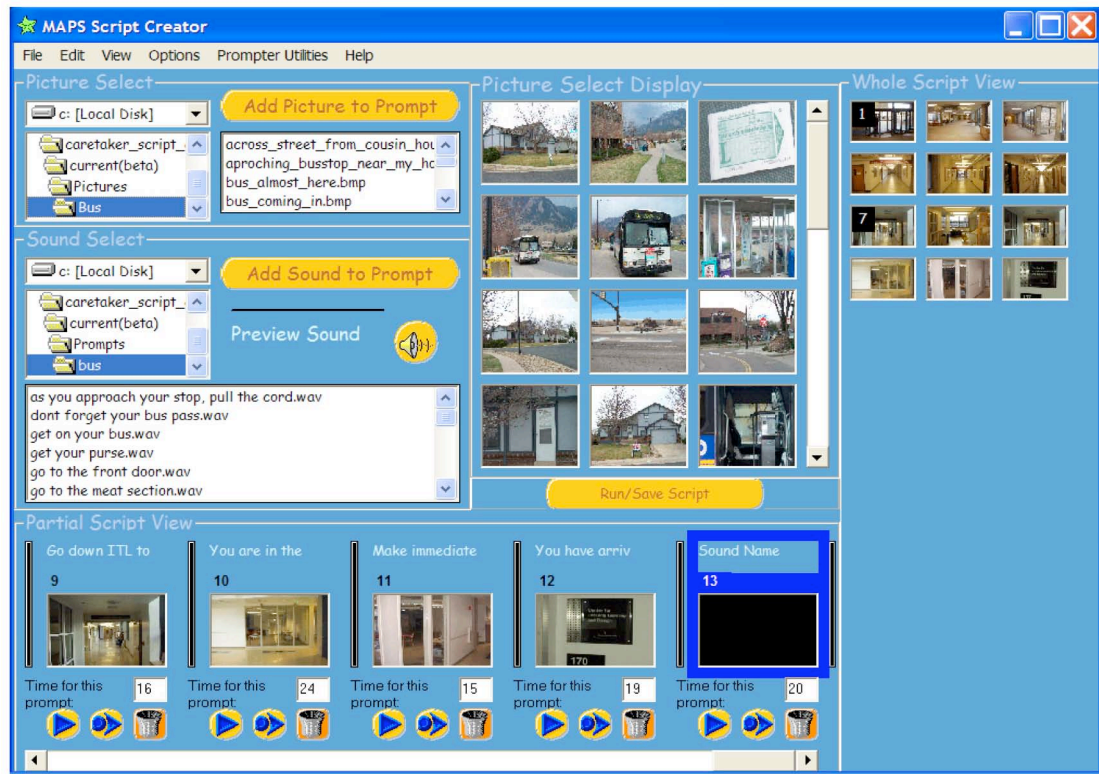 MAPS Script Creator
File Edit View Options Prompter Utilities Help
Picture Select
c: [Local Disk]
Add Picture to Prompt
caretaker_script_
current(beta)
Pictures
Bus
across_street_from_cousin_hou
aproching_busstop_near_my_ho
bus_almost_here.bmp
bus_coming_in.bmp
Sound Select
c: [Local Disk]
Add Sound to Prompt
caretaker_script_
current(beta)
Prompts
bus
Preview Sound
as you approach your stop, pull the cord.wav
dont forget your bus pass.wav
get on your bus.wav
get your purse.wav
go to the front door.wav
go to the meat section.wav
Picture Select Display
Run/Save Script
Whole Script View
1
7
Partial Script View
Go down ITL to
9
Time for this prompt: 16
You are in the
10
Time for this prompt: 24
Make immediate
11
Time for this prompt: 15
You have arriv
12
170
Time for this prompt: 19
Sound Name
13
Time for this prompt: 20